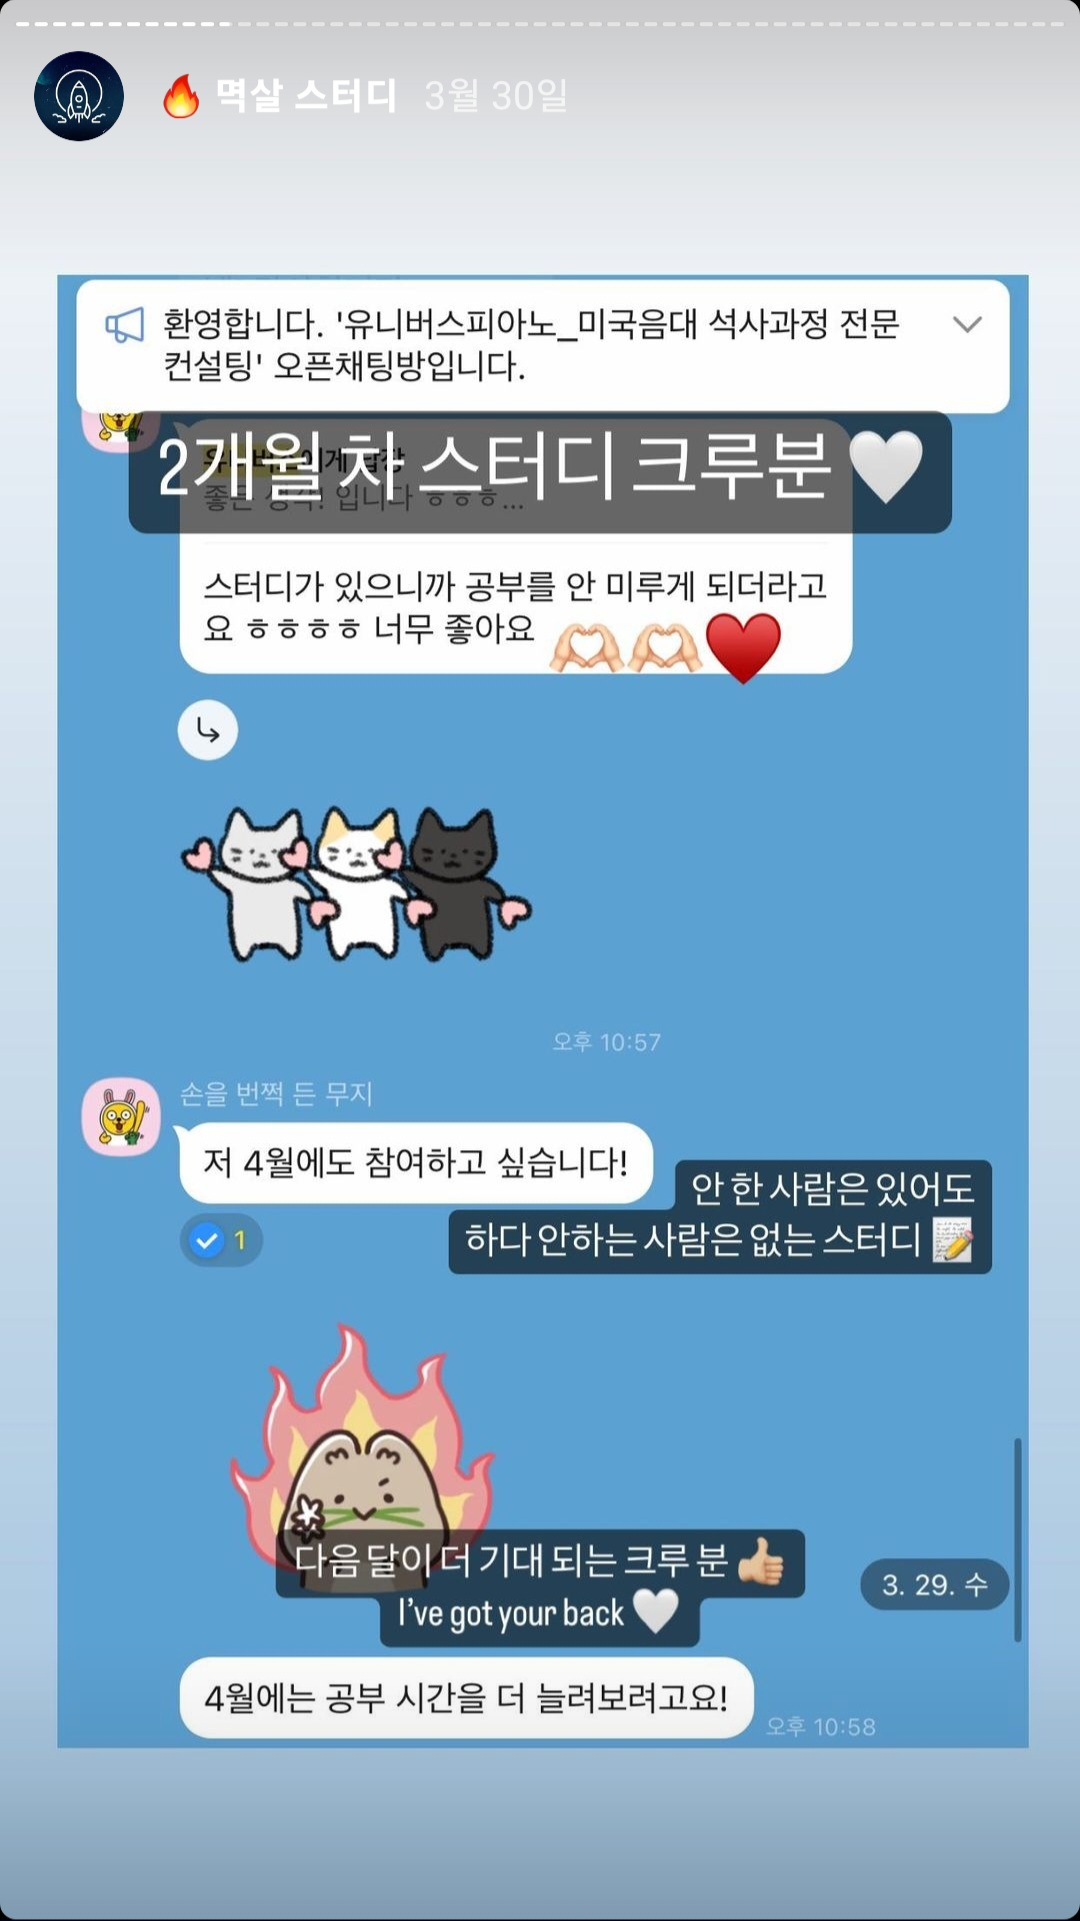 멱살 스터디 3월 30일
환영합니다. '유니버스피아노_미국음대 석사과정 전문
컨설팅' 오픈채팅방입니다.
2개월 차 스터디 크루분
좋은 생각! 입니다 ㅎㅎㅎ...
스터디가 있으니까 공부를 안 미루게 되더라고
요 ㅎㅎㅎㅎ 너무 좋아요
오후 10:57
손을 번쩍 든 무지
저 4월에도 참여하고 싶습니다!
1
안 한 사람은 있어도
하다 안하는 사람은 없는 스터디
다음 달이 더 기대 되는 크루 분
I've got your back
3. 29. 수
4월에는 공부 시간을 더 늘려보려고요!
오후 10:58